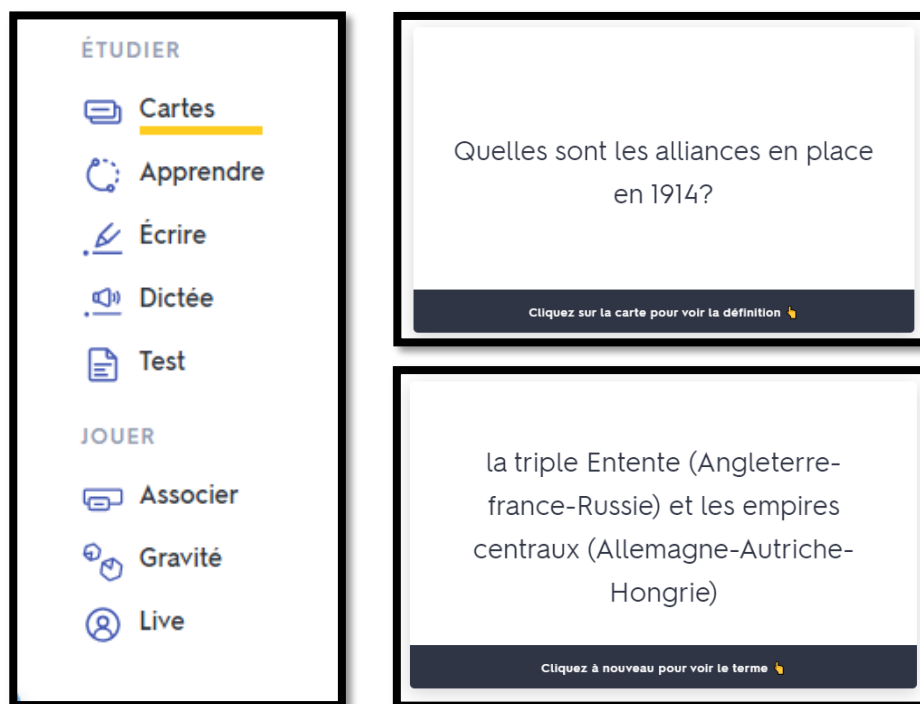 ÉTUDIER
Cartes
Apprendre
Écrire
Dictée
Test
JOUER
Associer
Gravité
Live
Quelles sont les alliances en place
en 1914?
Cliquez sur la carte pour voir la définition 👆
la triple Entente (Angleterre-
france-Russie) et les empires
centraux (Allemagne-Autriche-
Hongrie)
Cliquez à nouveau pour voir le terme 👆